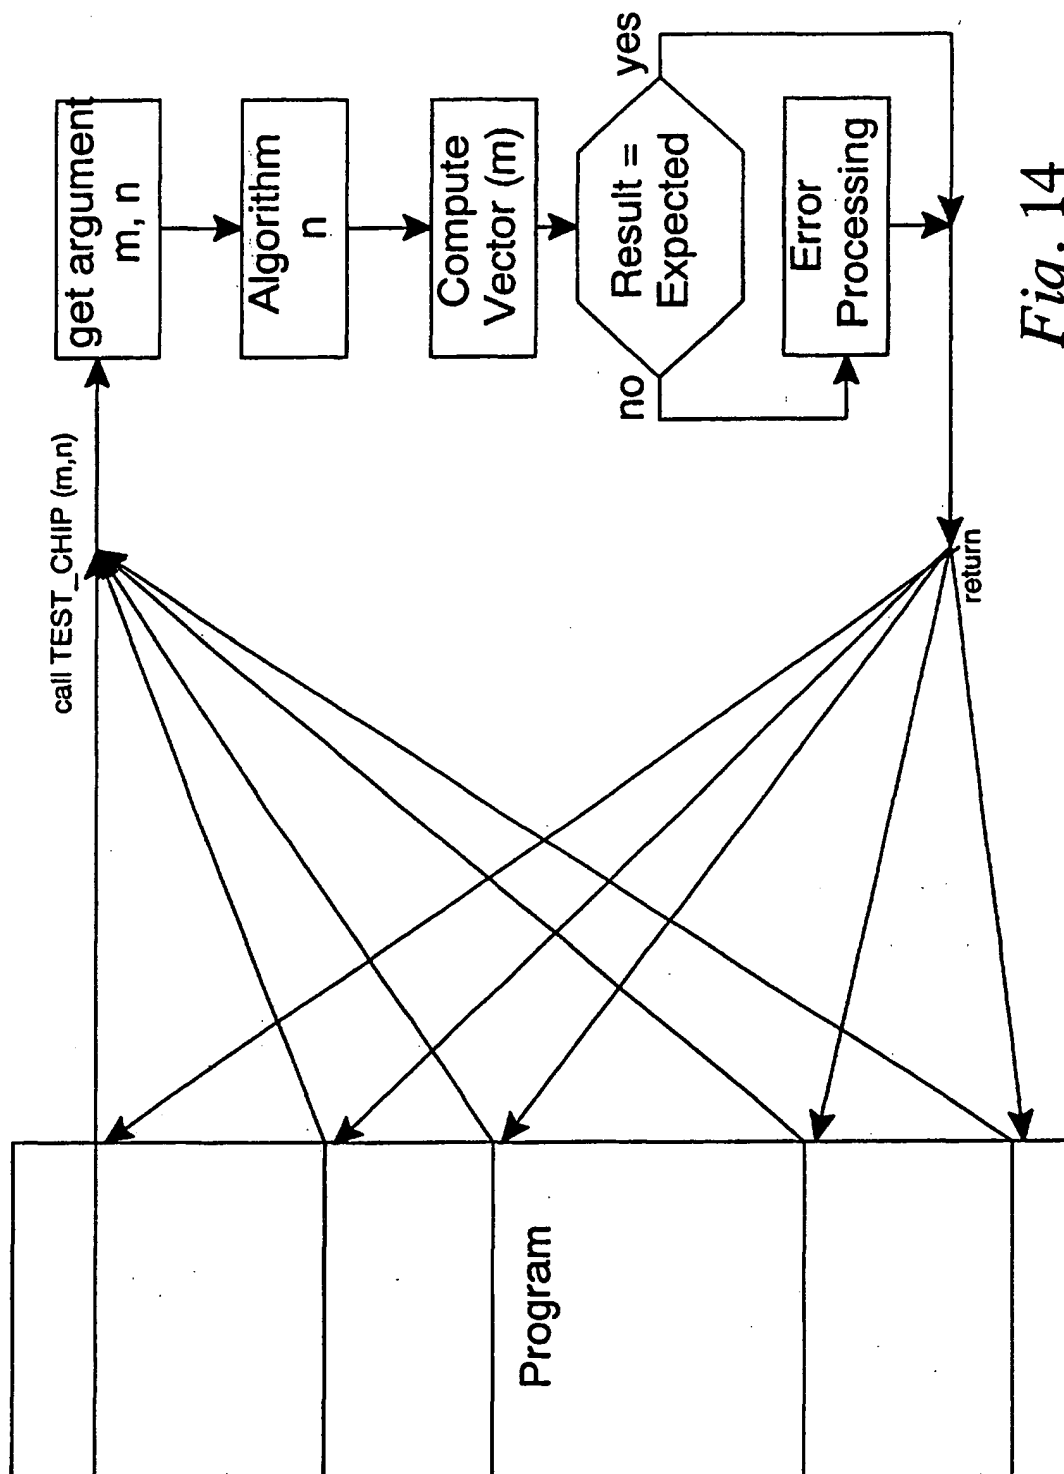 call TEST_CHIP (m,n)
get argument
m, n
Algorithm
n
Compute
Vector (m)
Result =
Expected
yes
no
Error
Processing
return
Program
Fig. 14